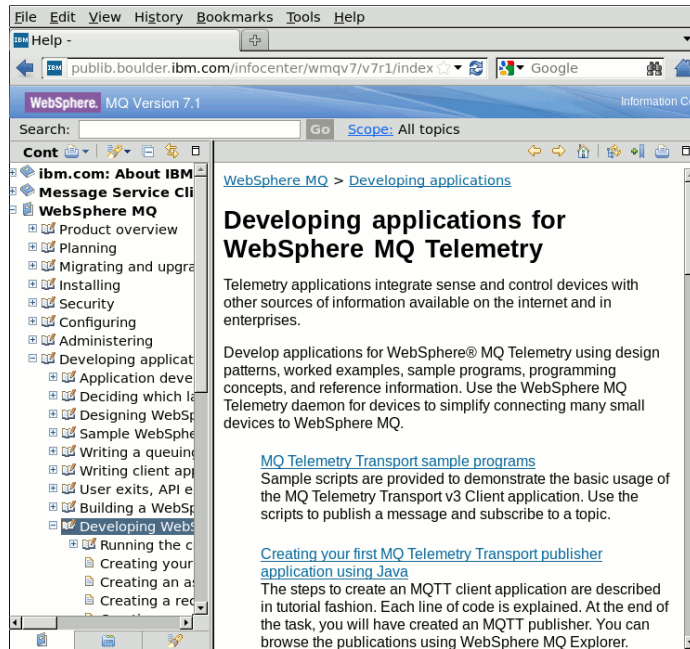 File Edit View History Bookmarks Tools Help
IBM Help -
IBM publib.boulder.ibm.com/infocenter/wmqv7/v7r1/index Google
WebSphere. MQ Version 7.1 Information C
Search: Go Scope: All topics
Cont
ibm.com: About IBM
Message Service Cli
WebSphere MQ
Product overview
Planning
Migrating and upgra
Installing
Security
Configuring
Administering
Developing applicat
Application deve
Deciding which la
Designing WebSp
Sample WebSphe
Writing a queuing
Writing client app
User exits, API e
Building a WebSp
Developing WebS
Running the c
Creating your
Creating an as
Creating a rec
WebSphere MQ > Developing applications
Developing applications for
WebSphere MQ Telemetry
Telemetry applications integrate sense and control devices with
other sources of information available on the internet and in
enterprises.
Develop applications for WebSphere® MQ Telemetry using design
patterns, worked examples, sample programs, programming
concepts, and reference information. Use the WebSphere MQ
Telemetry daemon for devices to simplify connecting many small
devices to WebSphere MQ.
MQ Telemetry Transport sample programs
Sample scripts are provided to demonstrate the basic usage of
the MQ Telemetry Transport v3 Client application. Use the
scripts to publish a message and subscribe to a topic.
Creating your first MQ Telemetry Transport publisher
application using Java
The steps to create an MQTT client application are described
in tutorial fashion. Each line of code is explained. At the end of
the task, you will have created an MQTT publisher. You can
browse the publications using WebSphere MQ Explorer.